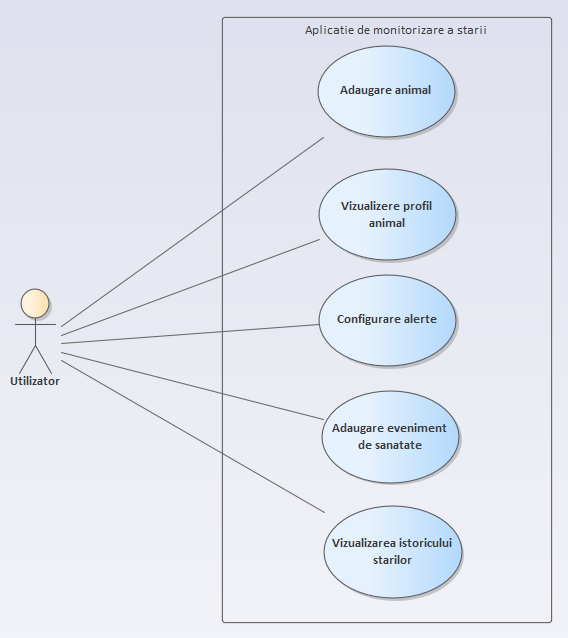 Aplicatie de monitorizare a starii
Adaugare animal
Vizualizere profil
animal
Configurare alerte
Utilizator
Adaugare eveniment
de sanatate
Vizualizarea istoricului
starilor